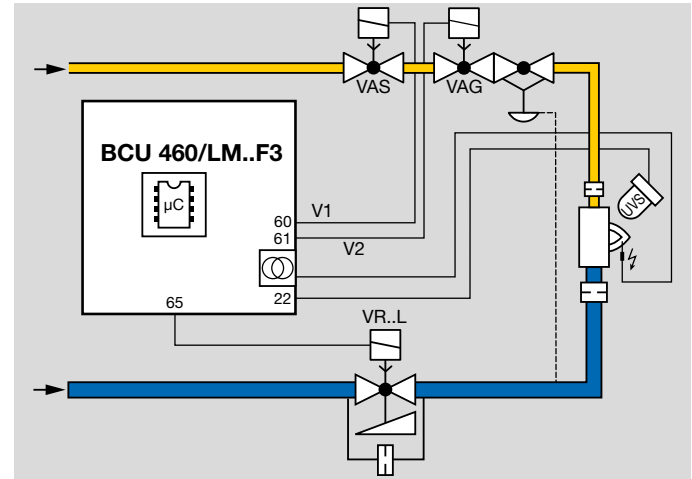 VAS
VAG
BCU 460/LM..F3
µC
60
V1
61
V2
22
65
VR..L
UVS